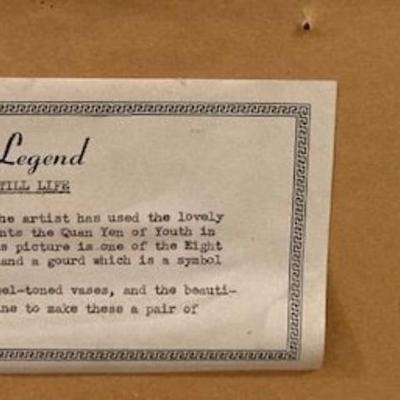 Legend
TILL LIFE
he artist has used the lovely
nts the Quan Yen of Youth in
s picture is one of the Eight
and a gourd which is a symbol
el-toned vases, and the beauti-
ne to make these a pair of